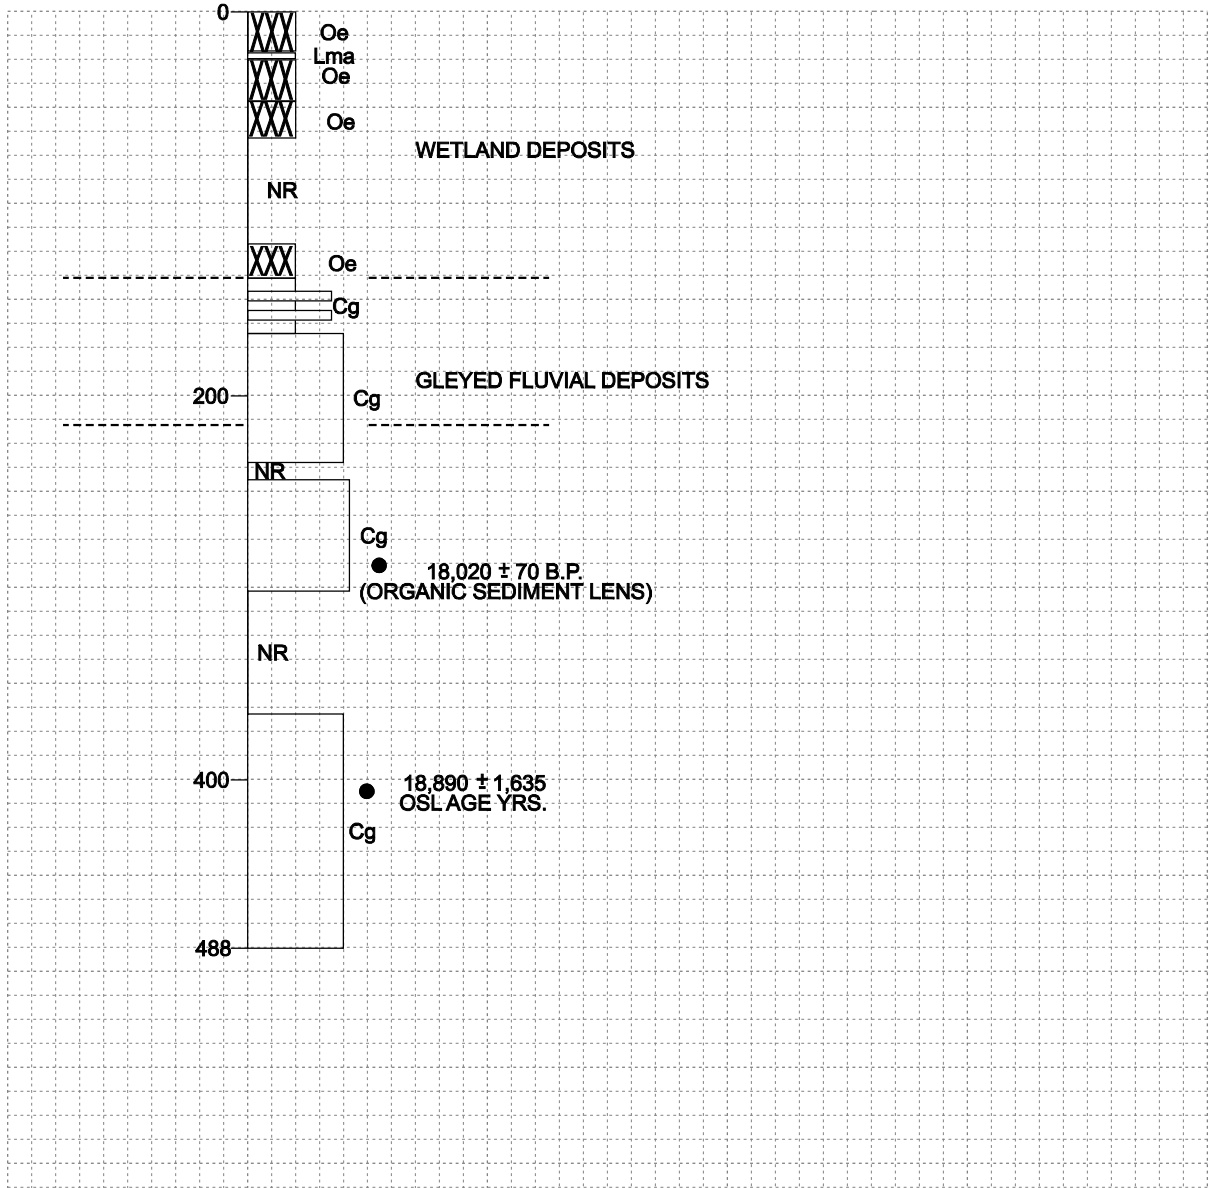 0
Oe
Lma
Oe
Oe
WETLAND DEPOSITS
NR
Oe
Cg
GLEYED FLUVIAL DEPOSITS
200
Cg
NR
Cg
18,020 ± 70 B.P.
(ORGANIC SEDIMENT LENS)
NR
400
18,890 ± 1,635
OSL AGE YRS.
Cg
488